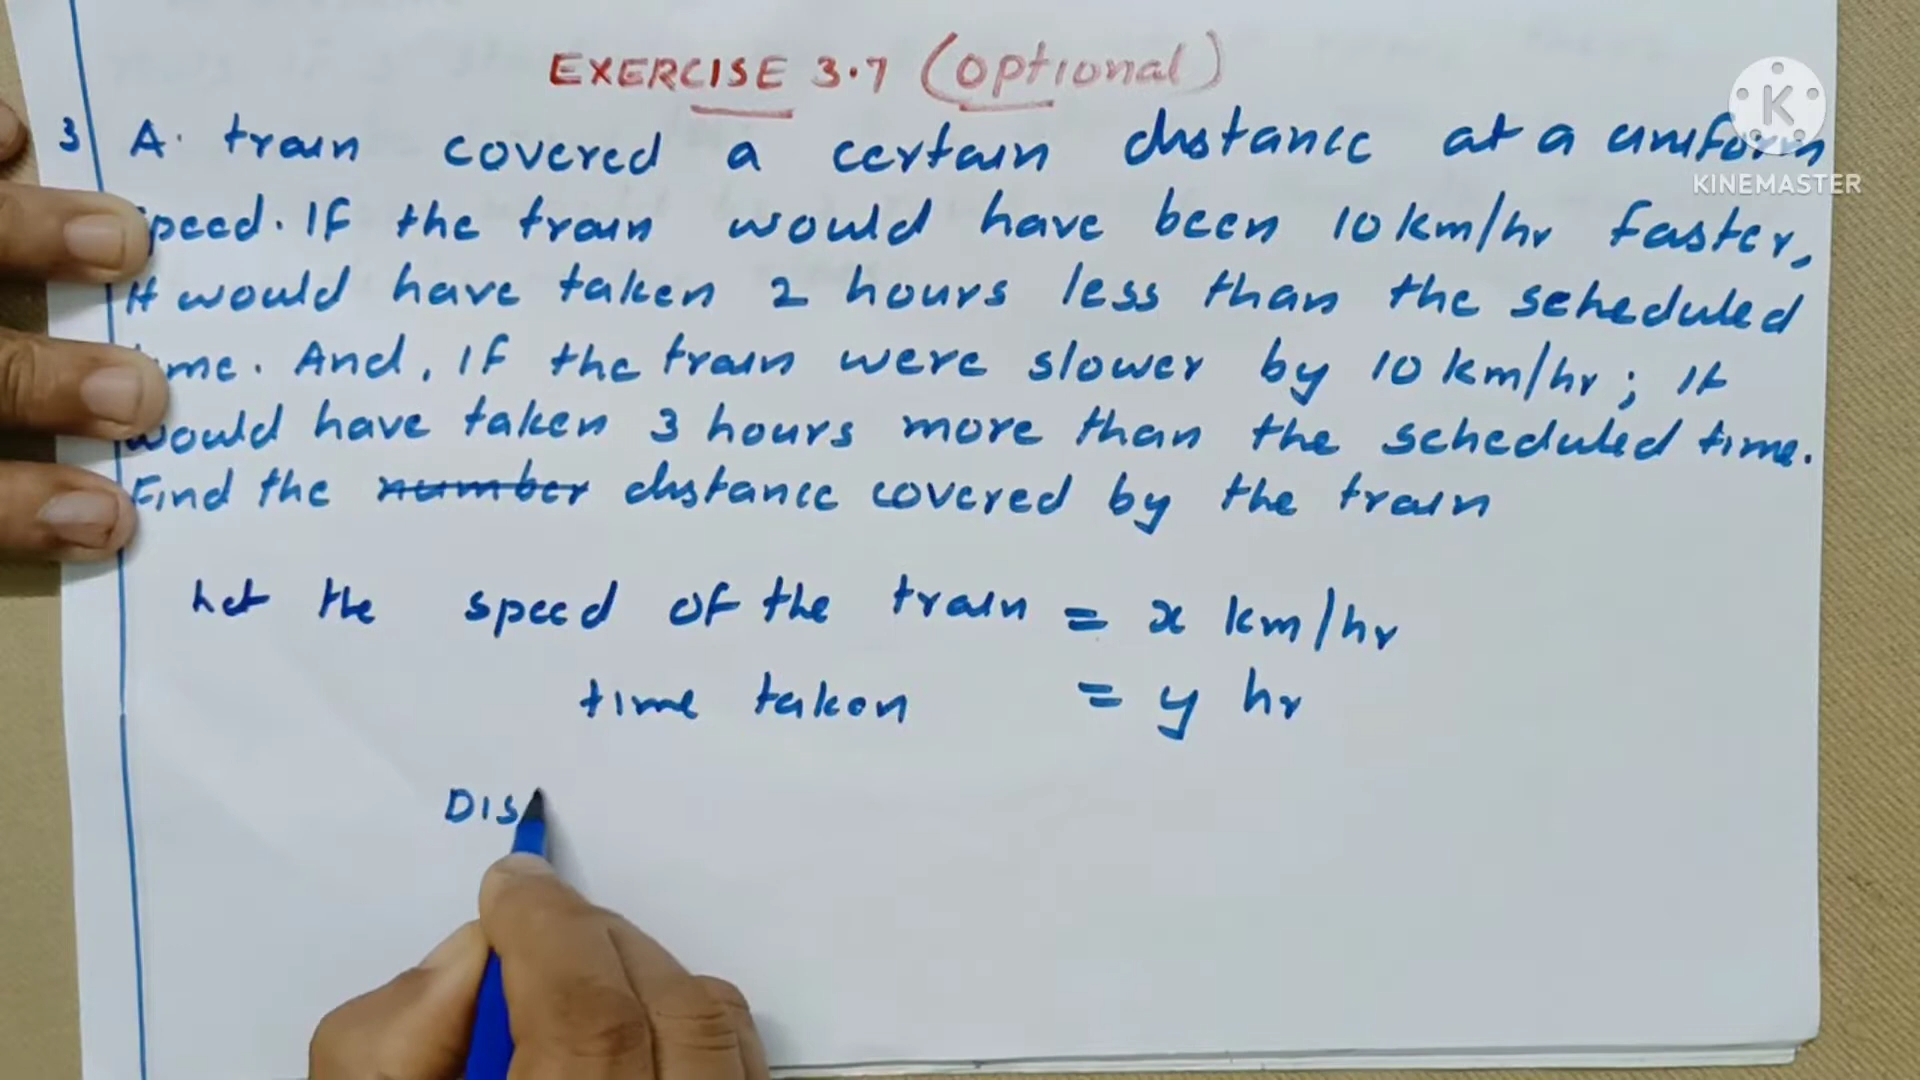 EXERCISE 3.7 (optional)
3 A. train covered a certain distance at a uniform
speed. If the train would have been 10 km/hr faster,
it would have taken 2 hours less than the scheduled
time. And, if the train were slower by 10 km/hr; it
would have taken 3 hours more than the scheduled time.
Find the number distance covered by the train
Let the speed of the train = x km/hr
time taken = y hr
DIS
K
KINEMASTER